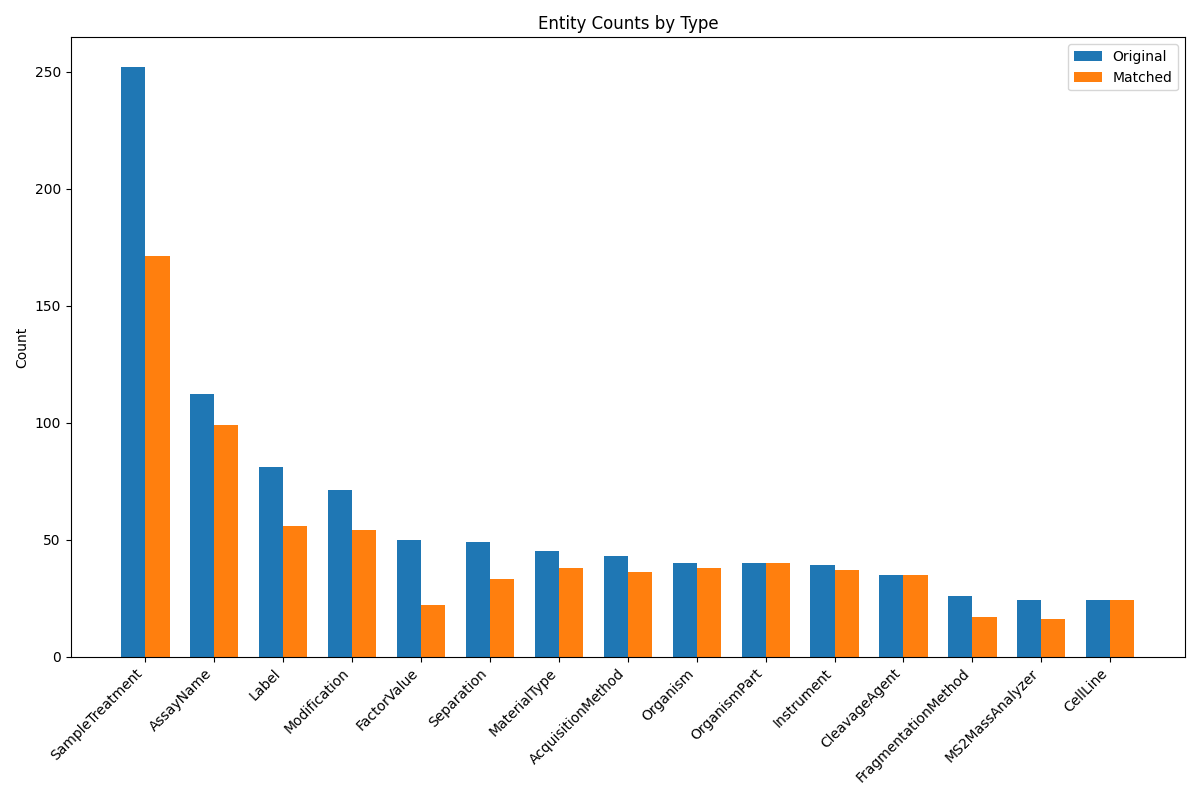 Entity Counts by Type
Original
Matched
Count
250
200
150
100
50
0
SampleTreatment
AssayName
Label
Modification
FactorValue
Separation
MaterialType
AcquisitionMethod
Organism
OrganismPart
Instrument
CleavageAgent
FragmentationMethod
MS2MassAnalyzer
CellLine